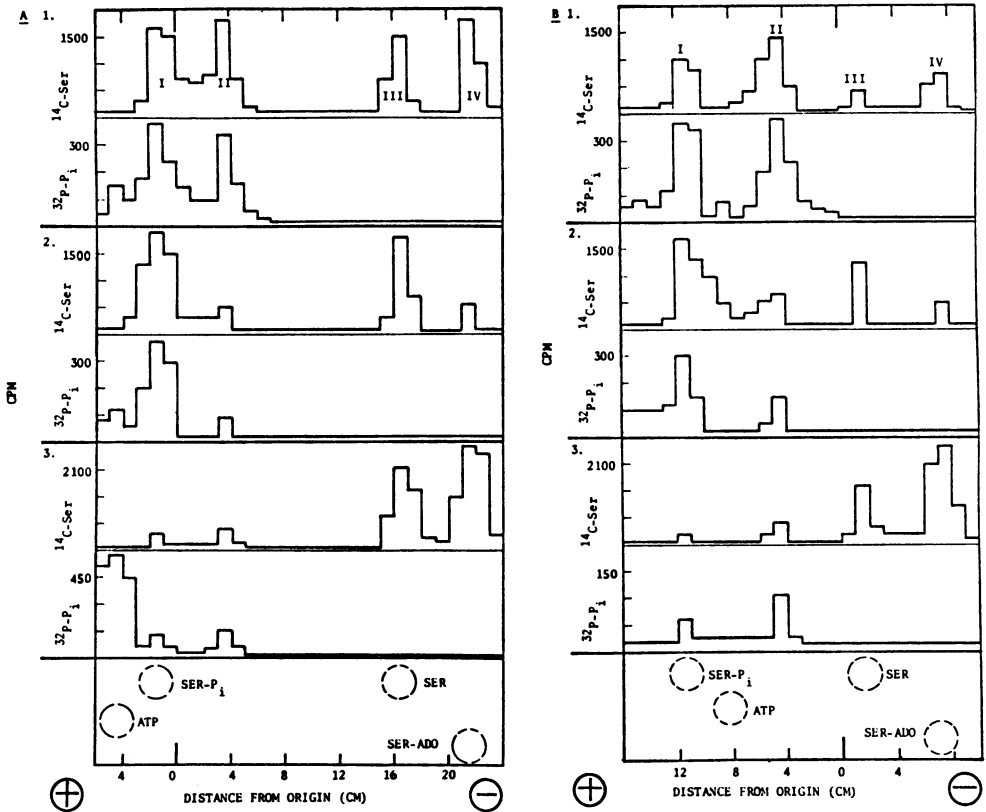 A 1.
1500
¹⁴C-Ser
I
II
III
IV
300
³²P-Pᵢ
2.
1500
¹⁴C-Ser
300
³²P-Pᵢ
3.
2100
¹⁴C-Ser
450
³²P-Pᵢ
CPM
SER-Pᵢ
SER
ATP
SER-ADO
4 0 4 8 12 16 20
+ DISTANCE FROM ORIGIN (CM) −
B 1.
1500
¹⁴C-Ser
I
II
III
IV
300
³²P-Pᵢ
2.
1500
¹⁴C-Ser
300
³²P-Pᵢ
3.
2100
¹⁴C-Ser
150
³²P-Pᵢ
CPM
SER-Pᵢ
SER
ATP
SER-ADO
12 8 4 0 4
+ DISTANCE FROM ORIGIN (CM) −